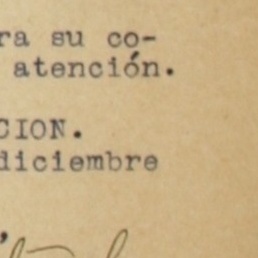 ra su co-
atención.
CION.
diciembre